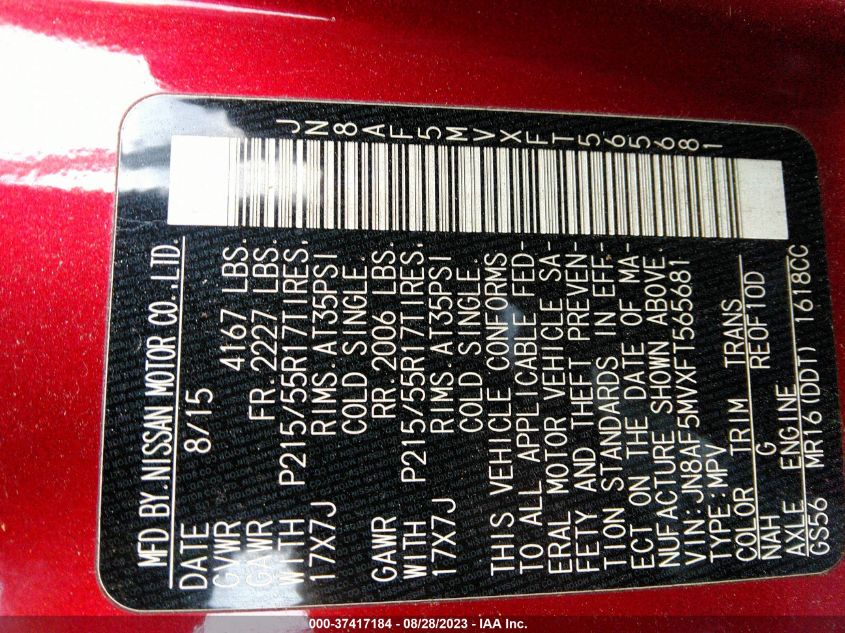 JN8AF5MVXFT565681
MFD BY.NISSAN MOTOR CO.,LTD.
DATE 8/15
GVWR 4167 LBS.
GAWR FR.2227 LBS.
WITH P215/55R17TIRES,
17X7J RIMS.AT35PSI
COLD SINGLE.
GAWR RR.2006 LBS.
WITH P215/55R17TIRES,
17X7J RIMS.AT35PSI
COLD SINGLE.
THIS VEHICLE CONFORMS
TO ALL APPLICABLE FED-
ERAL MOTOR VEHICLE SA-
FETY AND THEFT PREVEN-
TION STANDARDS IN EFF-
ECT ON THE DATE OF MA-
NUFACTURE SHOWN ABOVE.
VIN:JN8AF5MVXFT565681
TYPE:MPV
COLOR TRIM TRANS
NAH G RE0F10D
AXLE ENGINE
GS56 MR16(DDT) 1618CC
000-37417184 - 08/28/2023 - IAA Inc.